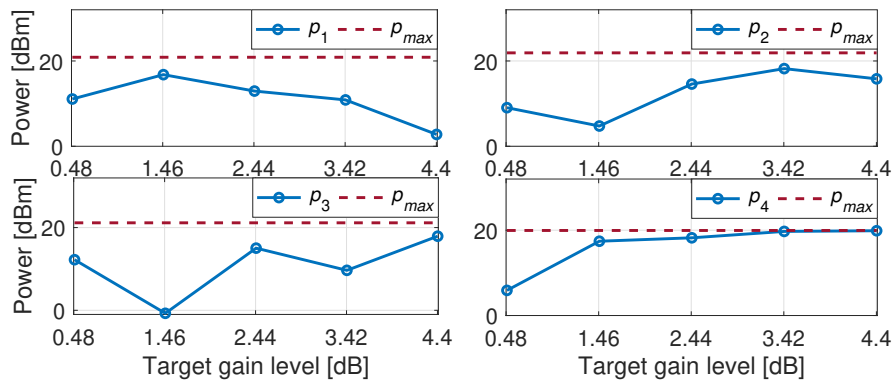 Power [dBm]
20
0
p1
pmax
0.48 1.46 2.44 3.42 4.4
20
0
p2
pmax
0.48 1.46 2.44 3.42 4.4
Power [dBm]
20
0
p3
pmax
0.48 1.46 2.44 3.42 4.4
Target gain level [dB]
20
0
p4
pmax
0.48 1.46 2.44 3.42 4.4
Target gain level [dB]